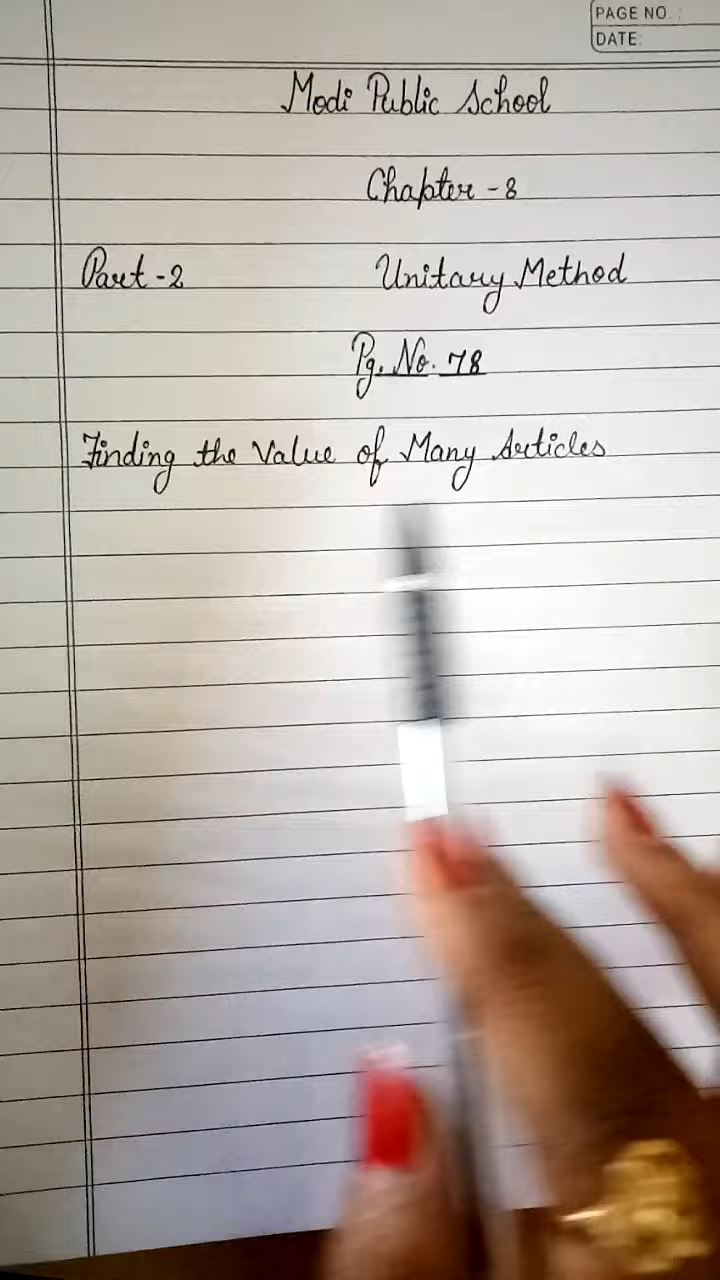 PAGE NO. :
DATE:
Modi Public School
Chapter - 8
Part - 2 Unitary Method
Pg. No. 78
Finding the Value of Many Articles